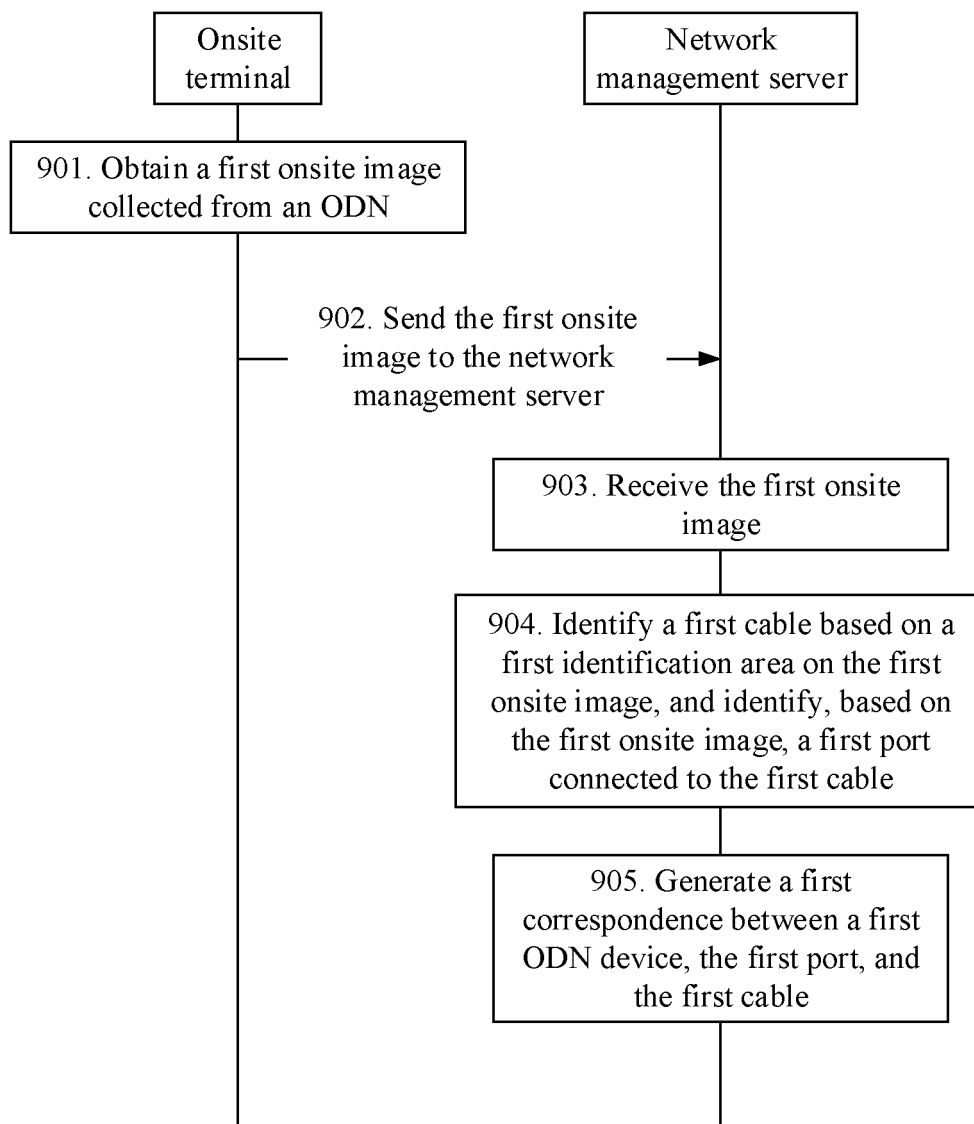 Onsite
terminal
Network
management server
901. Obtain a first onsite image
collected from an ODN
902. Send the first onsite
image to the network
management server
903. Receive the first onsite
image
904. Identify a first cable based on a
first identification area on the first
onsite image, and identify, based on
the first onsite image, a first port
connected to the first cable
905. Generate a first
correspondence between a first
ODN device, the first port, and
the first cable